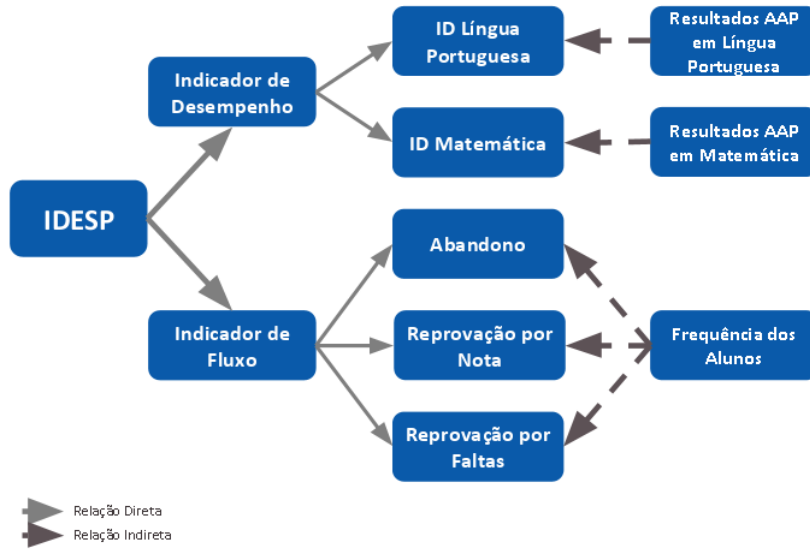 IDESP
Indicador de
Desempenho
ID Língua
Portuguesa
Resultados AAP
em Língua
Portuguesa
ID Matemática
Resultados AAP
em Matemática
Indicador de
Fluxo
Abandono
Reprovação por
Nota
Reprovação por
Faltas
Frequência dos
Alunos
Relação Direta
Relação Indireta